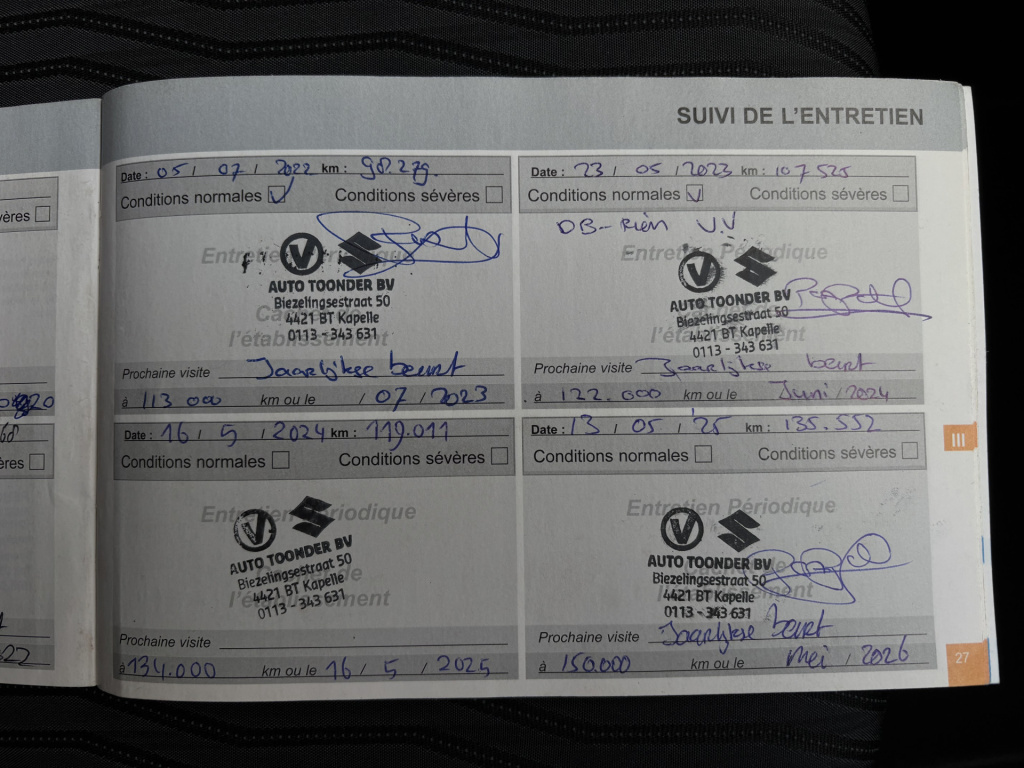 SUIVI DE L'ENTRETIEN
Date : 05 / 07 / 2022 km : 98.279
Conditions normales ☑ Conditions sévères ☐
Entretien Périodique
AUTO TOONDER BV
Biezelingsestraat 50
4421 BT Kapelle
0113 - 343 631
l'établissement
Prochaine visite Jaarlijkse beurt
à 113 000 km ou le / 07 / 2023
Date : 23 / 05 / 2023 km : 107 525
Conditions normales ☑ Conditions sévères ☐
DB-Riem V.V
Entretien Périodique
AUTO TOONDER BV
Biezelingsestraat 50
4421 BT Kapelle
0113 - 343 631
l'établissement
Prochaine visite Jaarlijkse beurt
à 122.000 km ou le Juni / 2024
Date : 16 / 5 / 2024 km : 119.011
Conditions normales ☐ Conditions sévères ☐
Entretien Périodique
AUTO TOONDER BV
Biezelingsestraat 50
4421 BT Kapelle
0113 - 343 631
Cachet de
l'établissement
Prochaine visite
à 134.000 km ou le 16 / 5 / 2025
Date : 13 / 05 / '25 km : 135.552
Conditions normales ☐ Conditions sévères ☐
Entretien Périodique
AUTO TOONDER BV
Biezelingsestraat 50
4421 BT Kapelle
0113 - 343 631
Cachet de
l'établissement
Prochaine visite Jaarlijkse beurt
à 150.000 km ou le mei / 2026
III
27